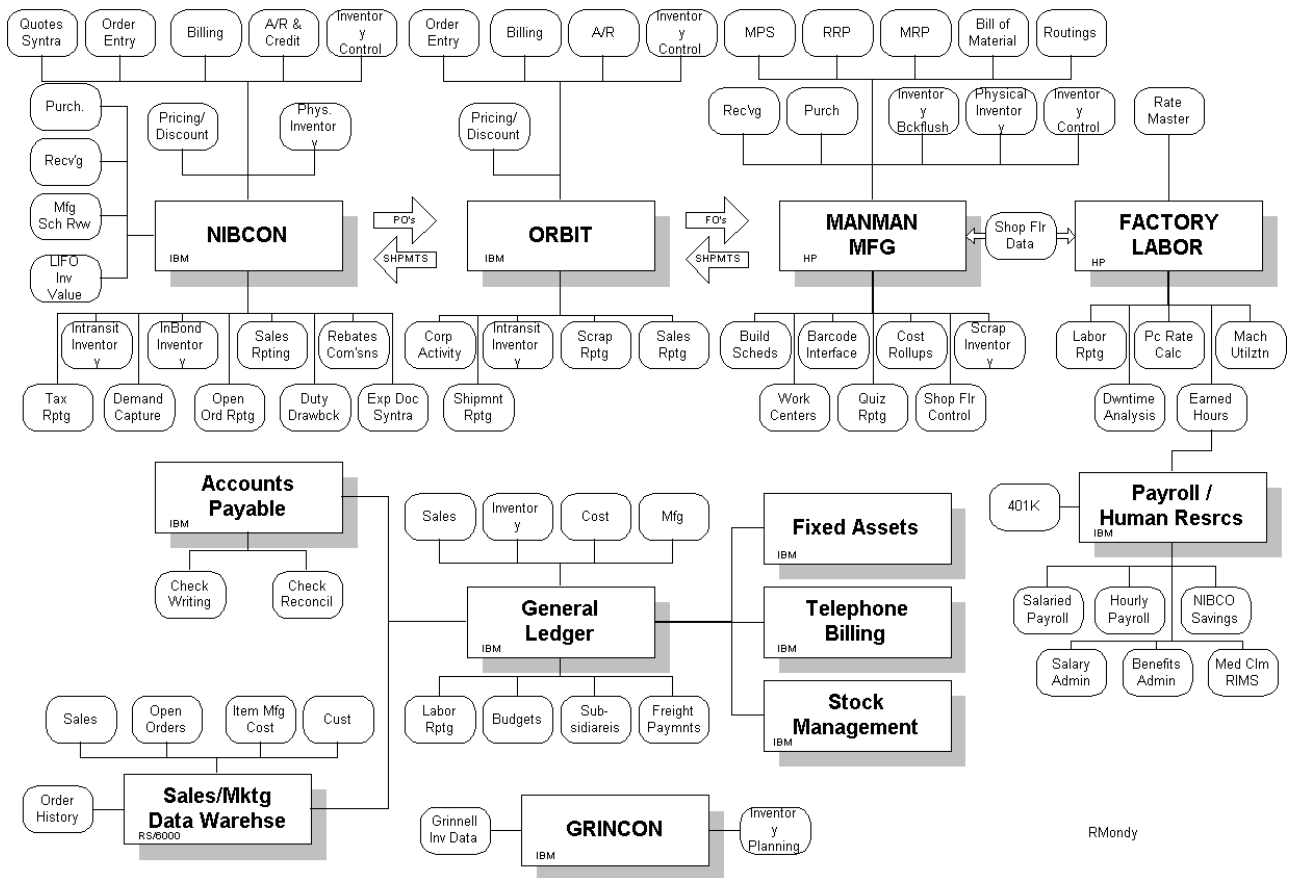 Quotes
Syntra
Order
Entry
Billing
A/R &
Credit
Inventor
y
Control
Order
Entry
Billing
A/R
Inventor
y
Control
MPS
RRP
MRP
Bill of
Material
Routings
Purch.
Pricing/
Discount
Phys.
Inventor
y
Pricing/
Discount
Rec'vg
Purch
Inventor
y
Bckflush
Physical
Inventor
y
Inventor
y
Control
Rate
Master
Recv'g
Mfg
Sch Rvw
LIFO
Inv
Value
NIBCON
IBM
PO's
SHPMTS
ORBIT
IBM
FO's
SHPMTS
MANMAN
MFG
HP
Shop Flr
Data
FACTORY
LABOR
HP
Intransit
Inventor
y
InBond
Inventor
y
Sales
Rpting
Rebates
Com'sns
Corp
Activity
Intransit
Inventor
y
Scrap
Rptg
Sales
Rptg
Build
Scheds
Barcode
Interface
Cost
Rollups
Scrap
Inventor
y
Labor
Rptg
Pc Rate
Calc
Mach
Utilztn
Tax
Rptg
Demand
Capture
Open
Ord Rptg
Duty
Drawbck
Exp Doc
Syntra
Shipmnt
Rptg
Work
Centers
Quiz
Rptg
Shop Flr
Control
Dwntime
Analysis
Earned
Hours
Accounts
Payable
IBM
Check
Writing
Check
Reconcil
Sales
Inventor
y
Cost
Mfg
General
Ledger
IBM
Labor
Rptg
Budgets
Sub-
sidiareis
Freight
Paymnts
Fixed Assets
IBM
Telephone
Billing
IBM
Stock
Management
IBM
401K
Payroll /
Human Resrcs
IBM
Salaried
Payroll
Hourly
Payroll
NIBCO
Savings
Salary
Admin
Benefits
Admin
Med Clm
RIMS
Sales
Open
Orders
Item Mfg
Cost
Cust
Order
History
Sales/Mktg
Data Warehse
RS/6000
Grinnell
Inv Data
GRINCON
IBM
Inventor
y
Planning
RMondy